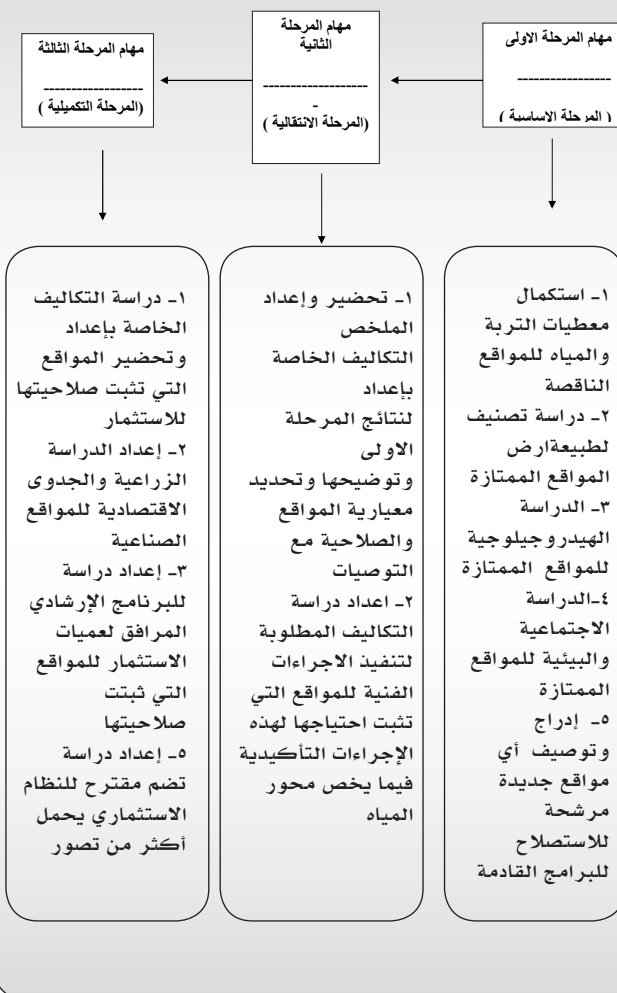 مهام المرحلة الاولى
-----------------
( المرحلة الاساسية )
مهام المرحلة
الثانية
-------------------
-
(المرحلة الانتقالية )
مهام المرحلة الثالثة
------------------
(المرحلة التكميلية )
١- استكمال
معطيات التربة
والمياه للمواقع
الناقصة
٢- دراسة تصنيف
لطبيعةارض
المواقع الممتازة
٣- الدراسة
الهيدروجيلوجية
للمواقع الممتازة
٤-الدراسة
الاجتماعية
والبيئية للمواقع
الممتازة
٥- إدراج
وتوصيف أي
مواقع جديدة
مرشحة
للاستصلاح
للبرامج القادمة
١- تحضير وإعداد
الملخص
التكاليف الخاصة
بإعداد
لنتائج المرحلة
الاولى
وتوضيحها وتحديد
معيارية المواقع
والصلاحية مع
التوصيات
٢- اعداد دراسة
التكاليف المطلوبة
لتنفيذ الاجراءات
الفنية للمواقع التي
تثبت احتياجها لهذه
الإجراءات التأكيدية
فيما يخص محور
المياه
١- دراسة التكاليف
الخاصة بإعداد
وتحضير المواقع
التي تثبت صلاحيتها
للاستثمار
٢- إعداد الدراسة
الزراعية والجدوى
الاقتصادية للمواقع
الصناعية
٣- إعداد دراسة
للبرنامج الإرشادي
المرافق لعميات
الاستثمار للمواقع
التي ثبتت
صلاحيتها
٥- إعداد دراسة
تضم مقترح للنظام
الاستثماري يحمل
أكثر من تصور